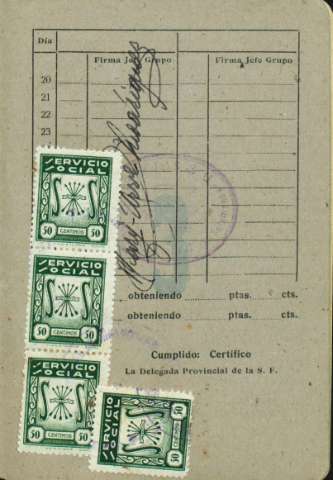 Día
Firma Jefe Grupo
Firma Jefe Grupo
20
21
22
23
SERVICIO
SOCIAL
50
CENTIMOS
50
SERVICIO
SOCIAL
50
CENTIMOS
50
obteniendo ptas. cts.
obteniendo ptas. cts.
Cumplido: Certifico
La Delegada Provincial de la S. F.
SERVICIO
SOCIAL
50
CENTIMOS
50
SERVICIO
SOCIAL
50
CENTIMOS
50